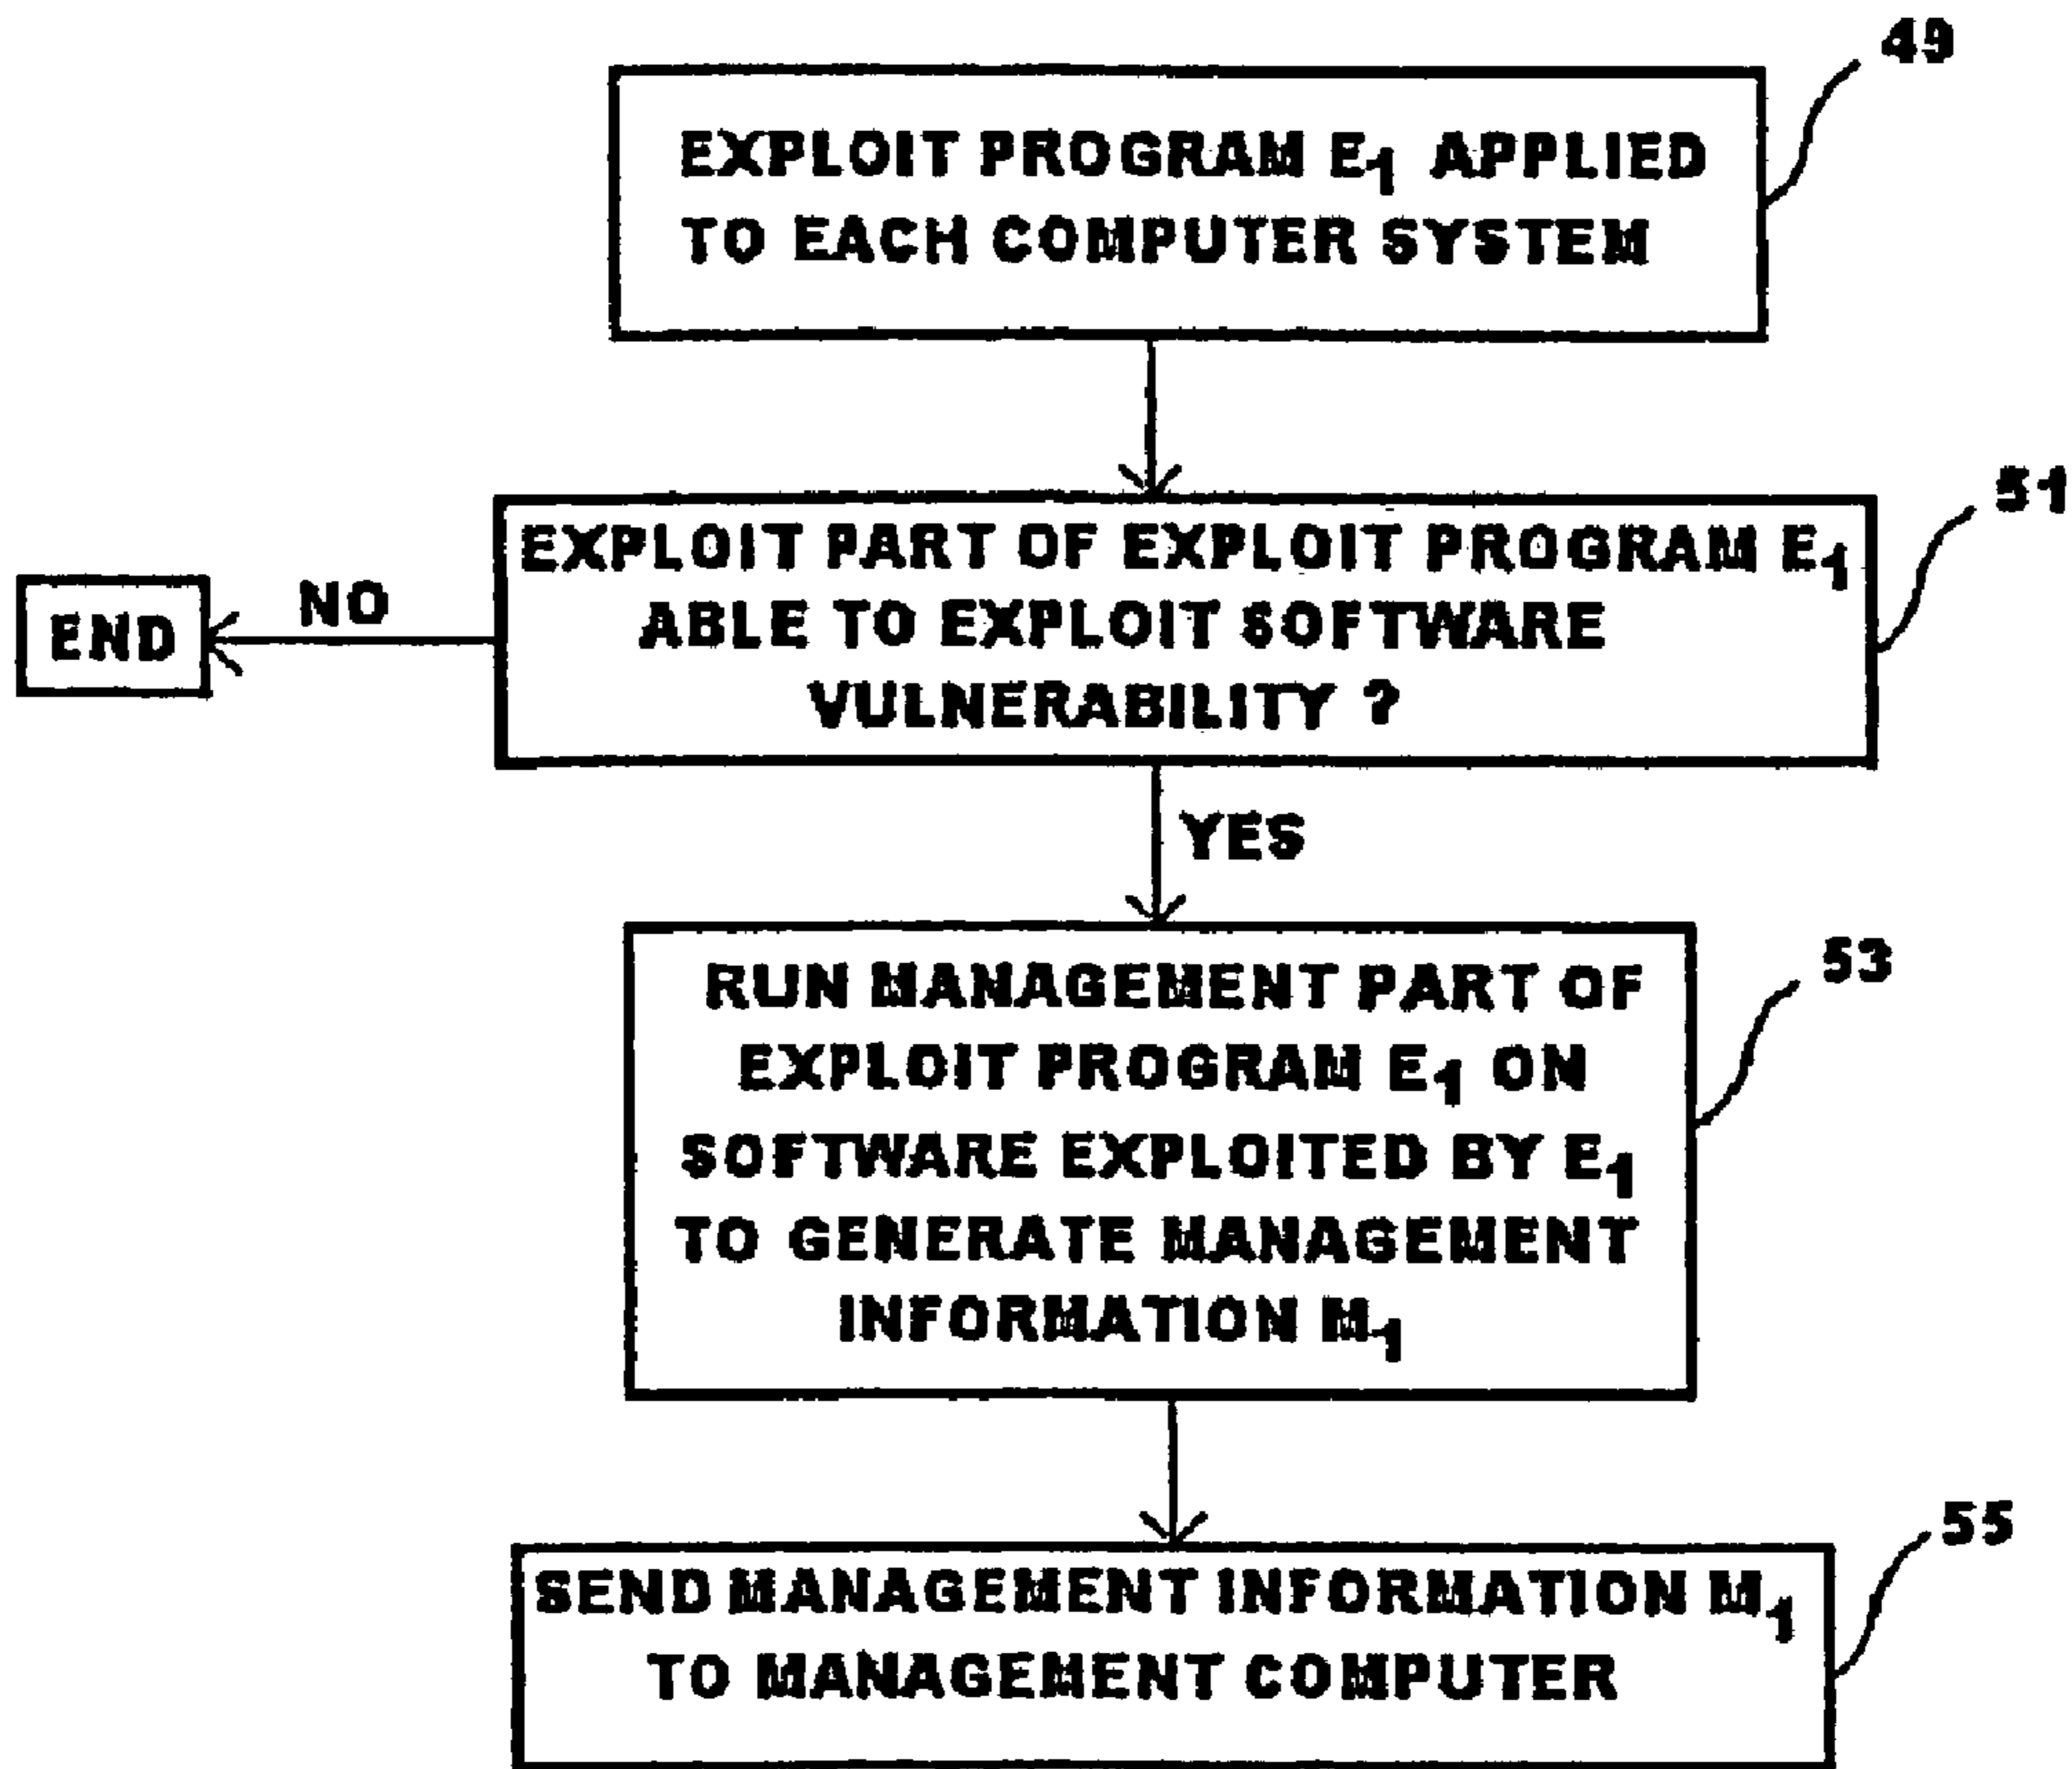 49
EXPLOIT PROGRAM E₁ APPLIED
TO EACH COMPUTER SYSTEM
51
EXPLOIT PART OF EXPLOIT PROGRAM E₁
ABLE TO EXPLOIT SOFTWARE
VULNERABILITY ?
NO
END
YES
53
RUN MANAGEMENT PART OF
EXPLOIT PROGRAM E₁ ON
SOFTWARE EXPLOITED BY E₁
TO GENERATE MANAGEMENT
INFORMATION M₁
55
SEND MANAGEMENT INFORMATION M₁
TO MANAGEMENT COMPUTER